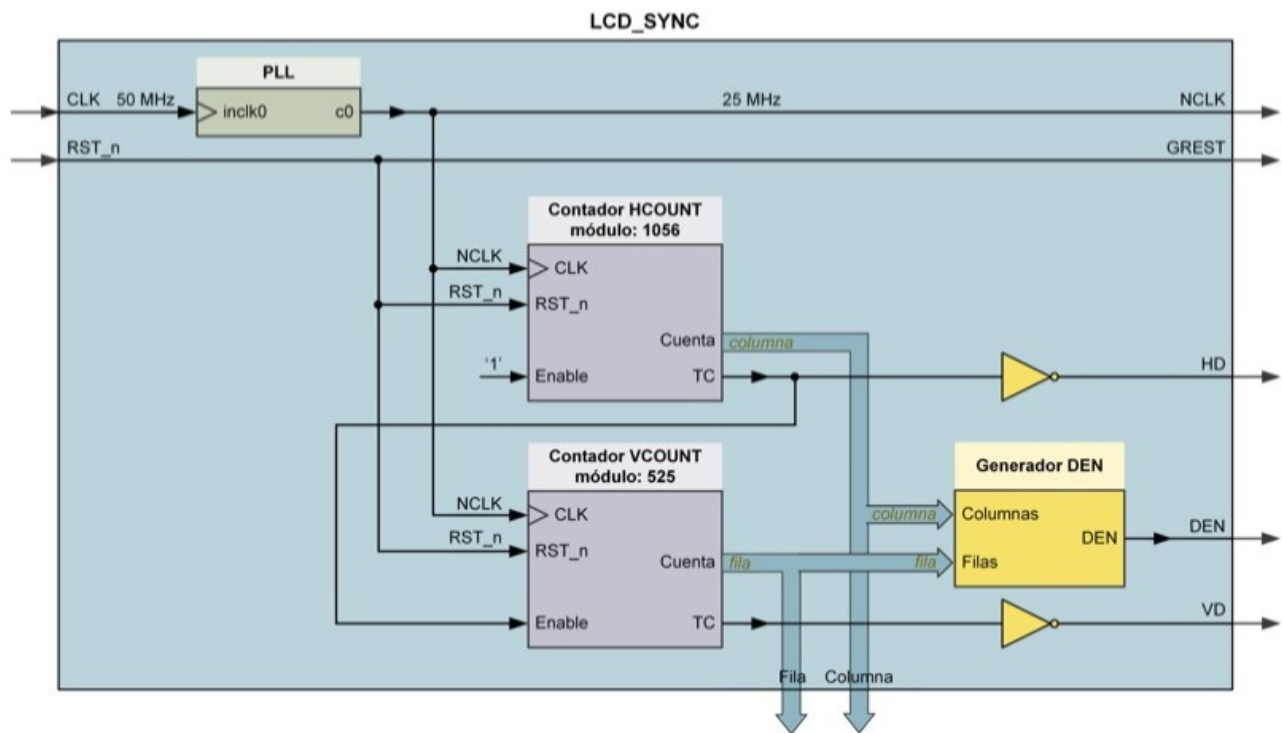 LCD_SYNC
PLL
CLK 50 MHz
inclk0 c0
25 MHz
NCLK
RST_n
GREST
Contador HCOUNT
módulo: 1056
NCLK
CLK
RST_n
RST_n
Cuenta
columna
'1'
Enable
TC
HD
Contador VCOUNT
módulo: 525
Generador DEN
NCLK
CLK
columna
Columnas
RST_n
RST_n
DEN
DEN
Cuenta
fila
fila
Filas
Enable
TC
VD
Fila Columna